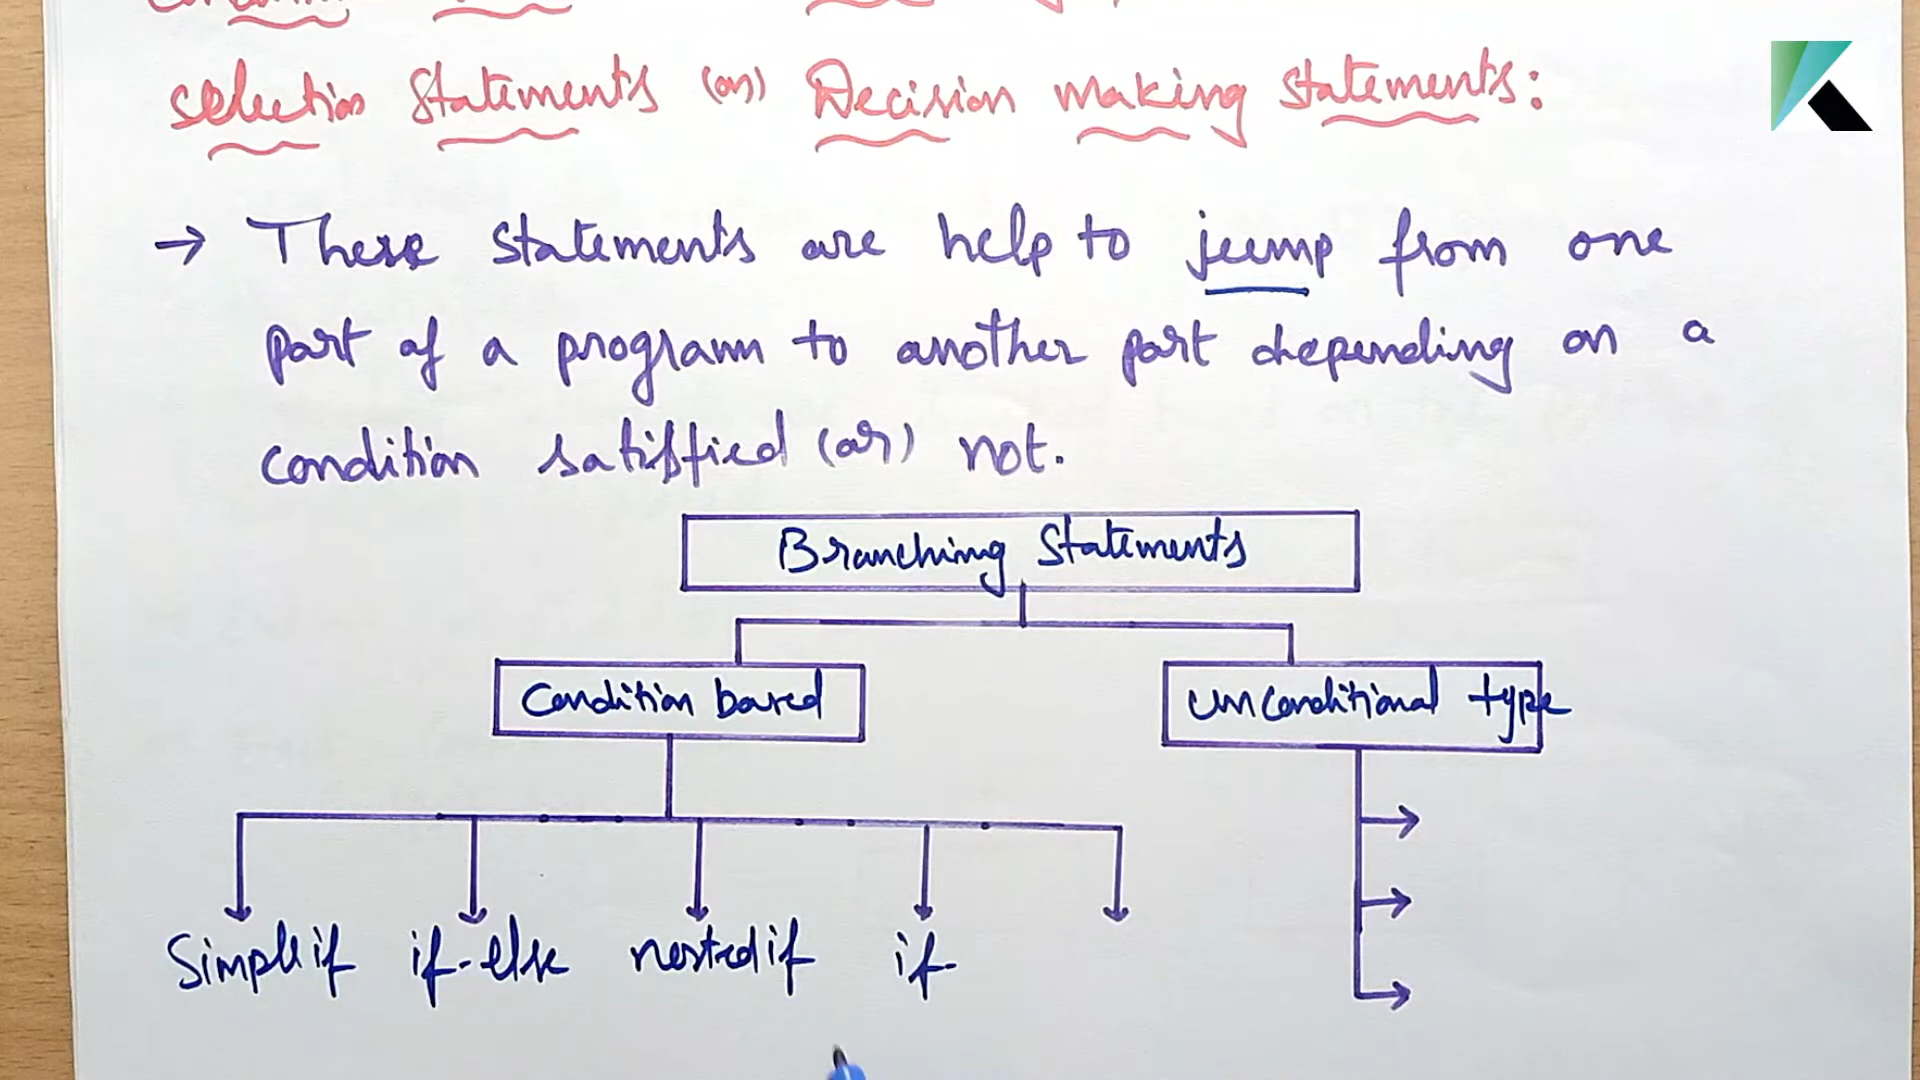 selection Statements (or) Decision making statements:
→ These statements are help to jump from one
part of a program to another part depending on a
condition satisfied (or) not.
Branching Statements
Condition based
unconditional type
Simple if
if-else
nested if
if-